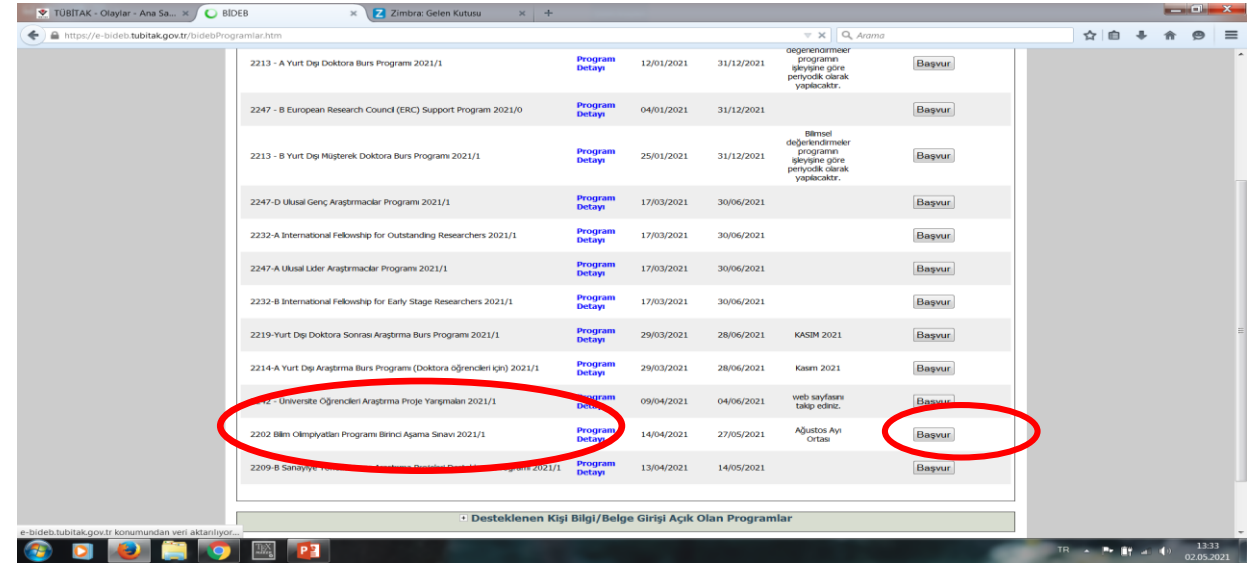 TÜBİTAK - Olaylar - Ana Sa...
BİDEB
Zimbra: Gelen Kutusu
https://e-bideb.tubitak.gov.tr/bidebProgramlar.htm
Arama
2213 - A Yurt Dışı Doktora Burs Programı 2021/1
Program
Detayı
12/01/2021
31/12/2021
değerlendirmeler
programın
işleyişine göre
periyodik olarak
yapılacaktır.
Başvur
2247 - B European Research Council (ERC) Support Program 2021/0
Program
Detayı
04/01/2021
31/12/2021
Başvur
2213 - B Yurt Dışı Müşterek Doktora Burs Programı 2021/1
Program
Detayı
25/01/2021
31/12/2021
Bilimsel
değerlendirmeler
programın
işleyişine göre
periyodik olarak
yapılacaktır.
Başvur
2247-D Ulusal Genç Araştırmacılar Programı 2021/1
Program
Detayı
17/03/2021
30/06/2021
Başvur
2232-A International Fellowship for Outstanding Researchers 2021/1
Program
Detayı
17/03/2021
30/06/2021
Başvur
2247-A Ulusal Lider Araştırmacılar Programı 2021/1
Program
Detayı
17/03/2021
30/06/2021
Başvur
2232-B International Fellowship for Early Stage Researchers 2021/1
Program
Detayı
17/03/2021
30/06/2021
Başvur
2219-Yurt Dışı Doktora Sonrası Araştırma Burs Programı 2021/1
Program
Detayı
29/03/2021
28/06/2021
KASIM 2021
Başvur
2214-A Yurt Dışı Araştırma Burs Programı (Doktora öğrencileri için) 2021/1
Program
Detayı
29/03/2021
28/06/2021
Kasım 2021
Başvur
- Üniversite Öğrencileri Araştırma Proje Yarışmaları 2021/1
Program
Detayı
09/04/2021
04/06/2021
web sayfasını
takip ediniz.
Başvur
2202 Bilim Olimpiyatları Programı Birinci Aşama Sınavı 2021/1
Program
Detayı
14/04/2021
27/05/2021
Ağustos Ayı
Ortası
Başvur
2209-B Sanayiye 2021/1
Program
Detayı
13/04/2021
14/05/2021
Başvur
Desteklenen Kişi Bilgi/Belge Girişi Açık Olan Programlar
e-bideb.tubitak.gov.tr konumundan veri aktarılıyor...
TR
13:33
02.05.2021